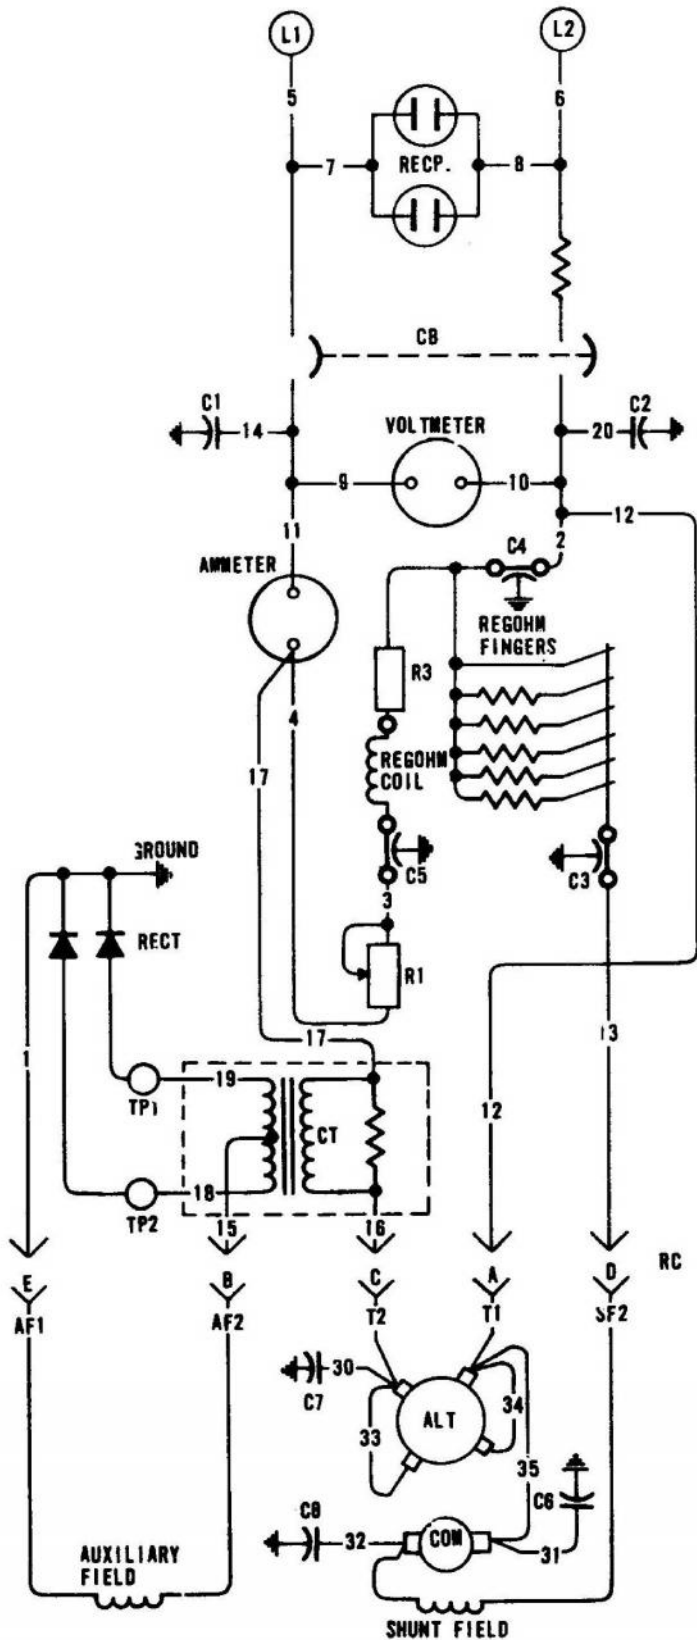 L1
L2
5
6
7
RECP.
8
CB
C1
14
VOLTMETER
20
C2
9
10
11
12
2
C4
AMMETER
REGOHM
FINGERS
R3
4
17
REGOHM
COIL
GROUND
C5
C3
3
RECT
R1
1
17
13
19
TP1
CT
12
18
TP2
15
16
E
B
C
A
D
RC
AF1
AF2
T2
T1
SF2
30
C7
ALT
33
34
35
C6
C8
32
COM
31
AUXILIARY
FIELD
SHUNT FIELD